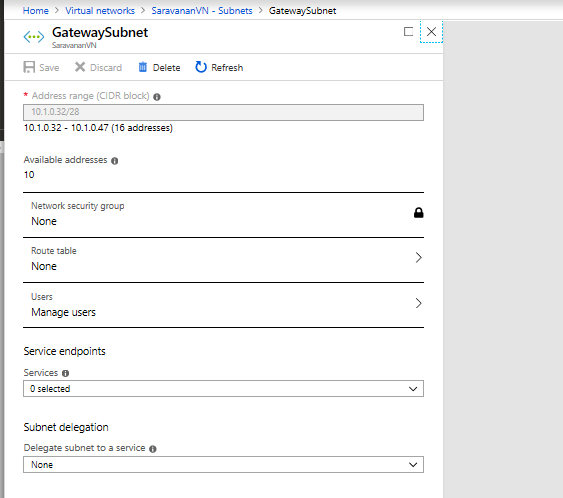 Home > Virtual networks > SaravananVN - Subnets > GatewaySubnet
GatewaySubnet
SaravananVN
Save Discard Delete Refresh
* Address range (CIDR block)
10.1.0.32/28
10.1.0.32 - 10.1.0.47 (16 addresses)
Available addresses
10
Network security group
None
Route table
None
Users
Manage users
Service endpoints
Services
0 selected
Subnet delegation
Delegate subnet to a service
None